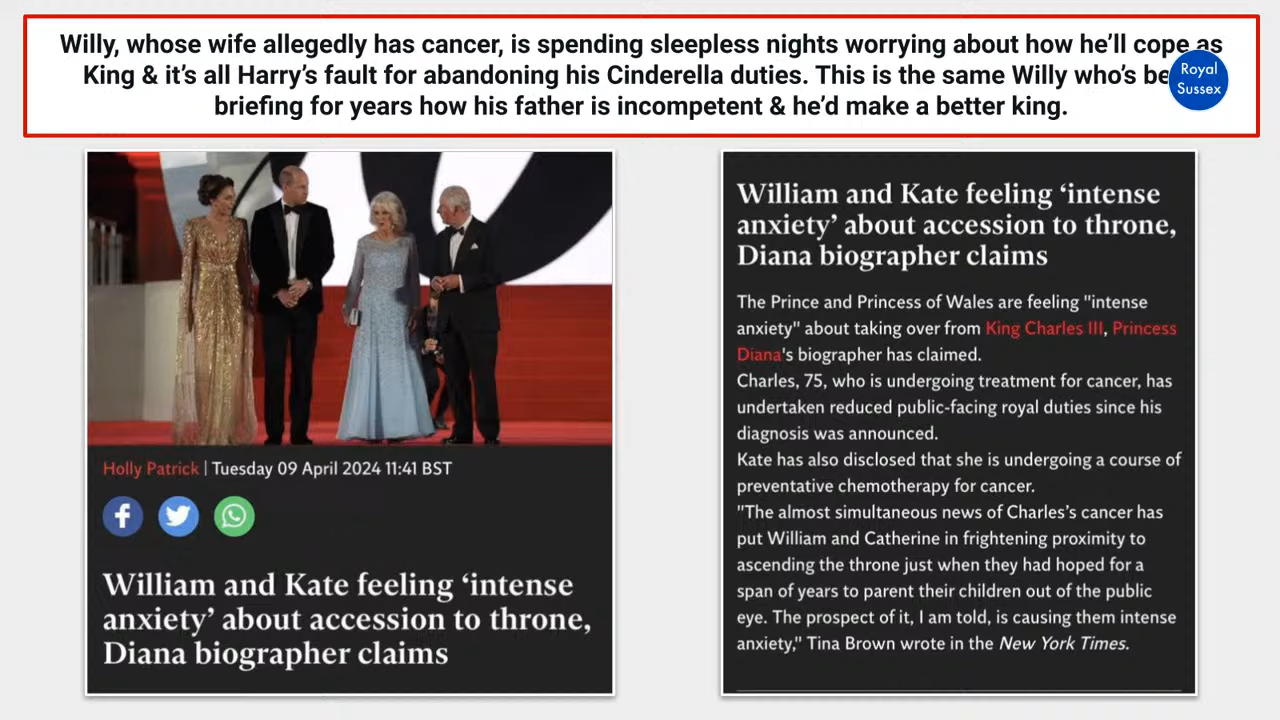 Willy, whose wife allegedly has cancer, is spending sleepless nights worrying about how he'll cope as
King & it's all Harry's fault for abandoning his Cinderella duties. This is the same Willy who's
briefing for years how his father is incompetent & he'd make a better king.
Royal
Sussex
Holly Patrick | Tuesday 09 April 2024 11:41 BST
William and Kate feeling 'intense
anxiety' about accession to throne,
Diana biographer claims
William and Kate feeling 'intense
anxiety' about accession to throne,
Diana biographer claims
The Prince and Princess of Wales are feeling "intense
anxiety" about taking over from King Charles III, Princess
Diana's biographer has claimed.
Charles, 75, who is undergoing treatment for cancer, has
undertaken reduced public-facing royal duties since his
diagnosis was announced.
Kate has also disclosed that she is undergoing a course of
preventative chemotherapy for cancer.
"The almost simultaneous news of Charles's cancer has
put William and Catherine in frightening proximity to
ascending the throne just when they had hoped for a
span of years to parent their children out of the public
eye. The prospect of it, I am told, is causing them intense
anxiety," Tina Brown wrote in the New York Times.